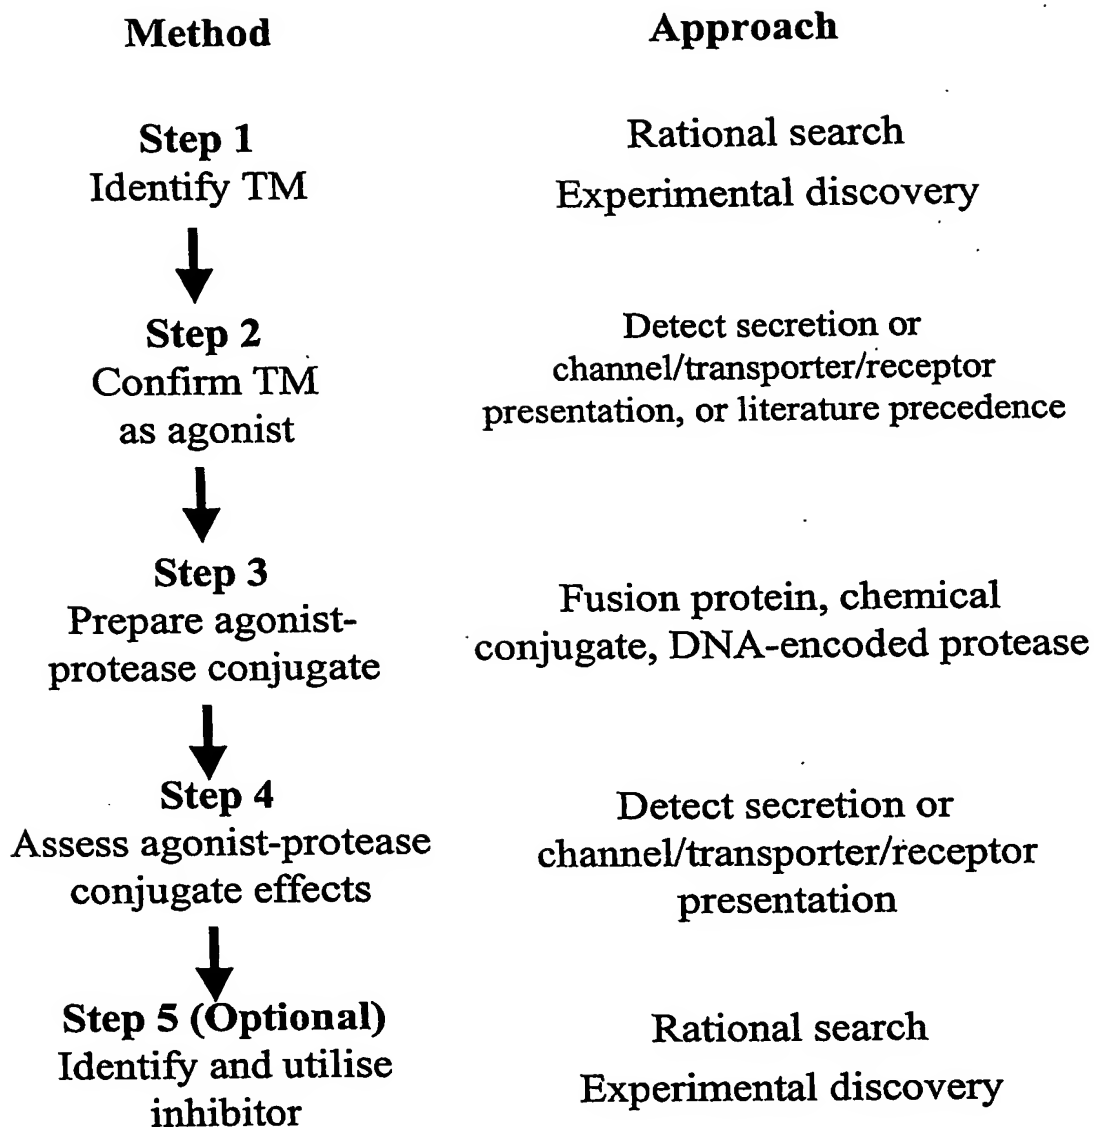 Method
Approach
Step 1
Identify TM
Rational search
Experimental discovery
Step 2
Confirm TM
as agonist
Detect secretion or
channel/transporter/receptor
presentation, or literature precedence
Step 3
Prepare agonist-
protease conjugate
Fusion protein, chemical
conjugate, DNA-encoded protease
Step 4
Assess agonist-protease
conjugate effects
Detect secretion or
channel/transporter/receptor
presentation
Step 5 (Optional)
Identify and utilise
inhibitor
Rational search
Experimental discovery